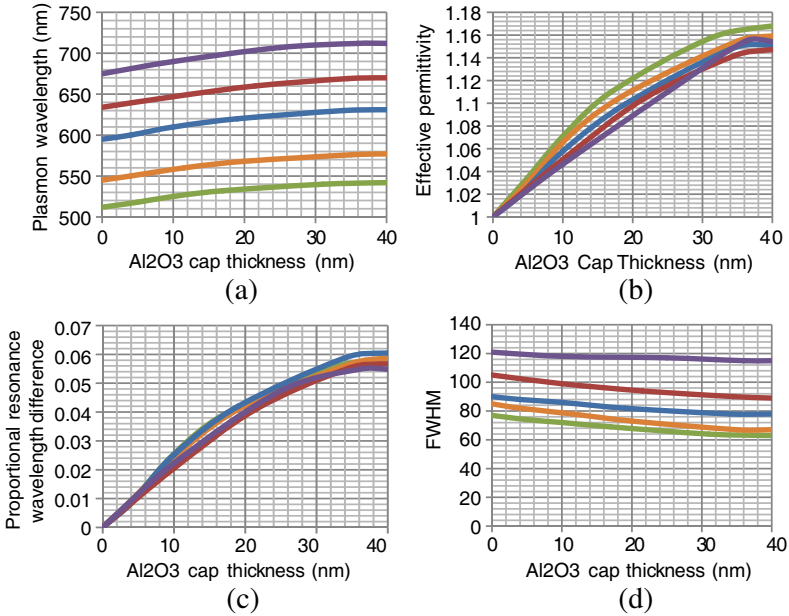 Plasmon wavelength (nm)
750
700
650
600
550
500
0 10 20 30 40
Al2O3 cap thickness (nm)
(a)
Effective permittivity
1.18
1.16
1.14
1.12
1.1
1.08
1.06
1.04
1.02
1
0 10 20 30 40
Al2O3 Cap Thickness (nm)
(b)
Proportional resonance
wavelength difference
0.07
0.06
0.05
0.04
0.03
0.02
0.01
0
0 10 20 30 40
Al2O3 cap thickness (nm)
(c)
FWHM
140
120
100
80
60
40
20
0
0 10 20 30 40
Al2O3 cap thickness (nm)
(d)